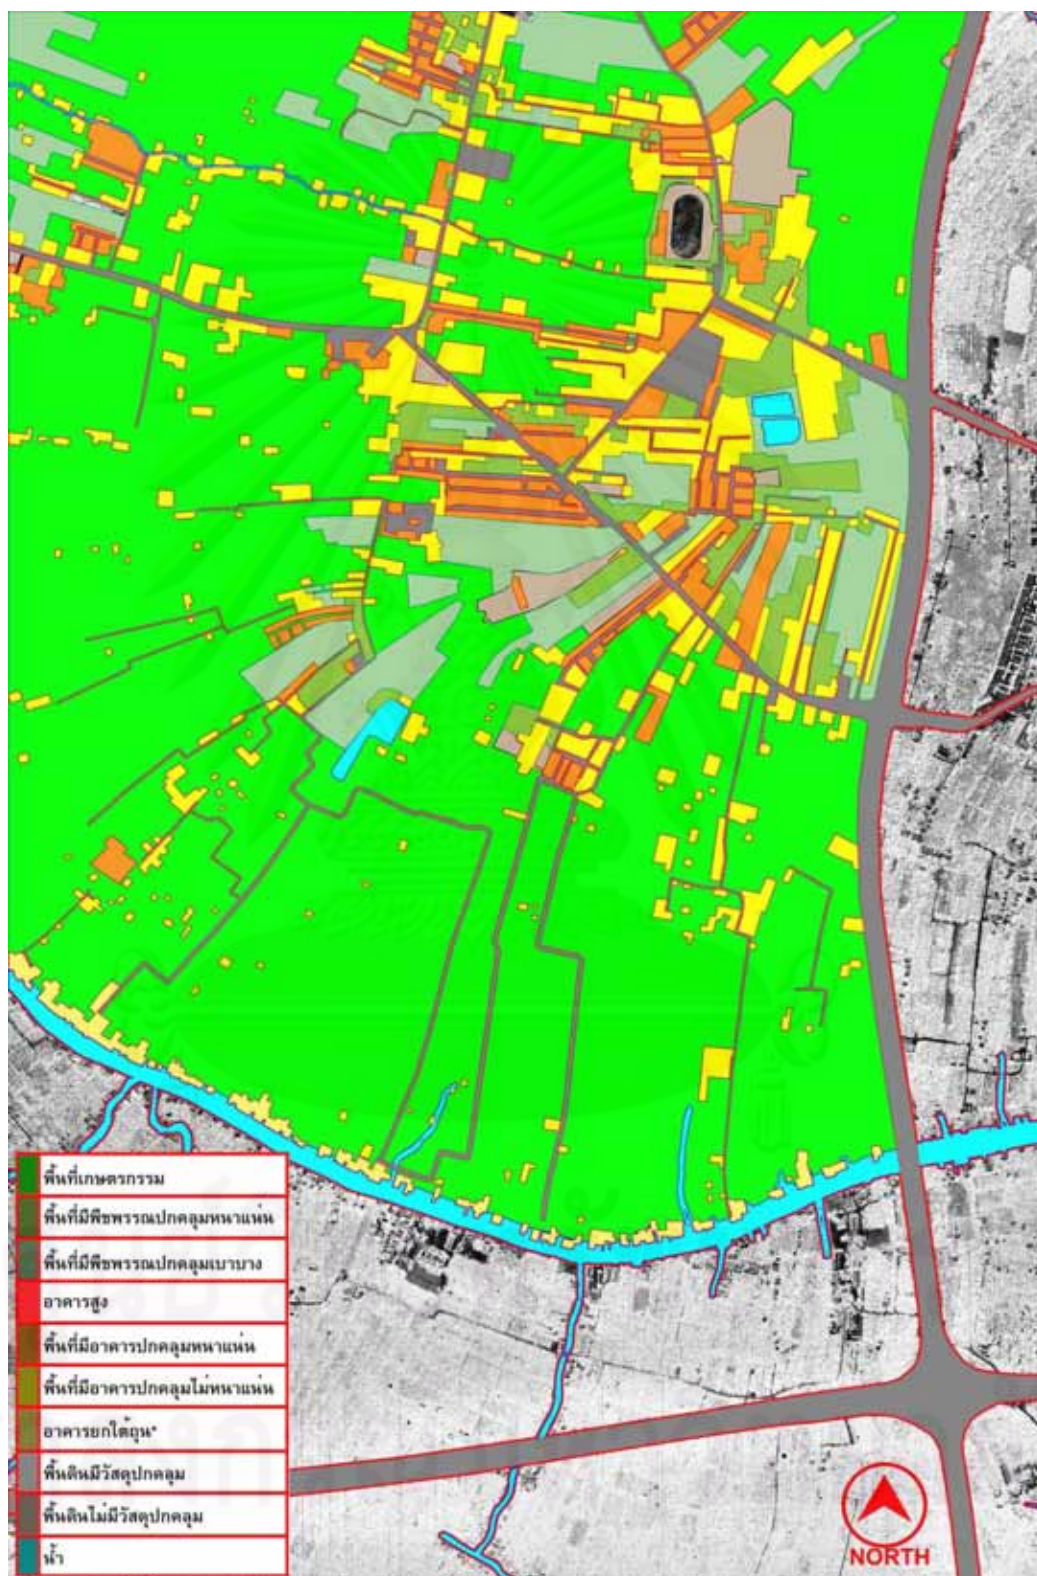 พื้นที่เกษตรกรรม
พื้นที่มีพืชพรรณปกคลุมหนาแน่น
พื้นที่มีพืชพรรณปกคลุมเบาบาง
อาคารสูง
พื้นที่มีอาคารปกคลุมหนาแน่น
พื้นที่มีอาคารปกคลุมไม่หนาแน่น
อาคารยกใต้ถุน*
พื้นดินมีวัสดุปกคลุม
พื้นดินไม่มีวัสดุปกคลุม
น้ำ
NORTH